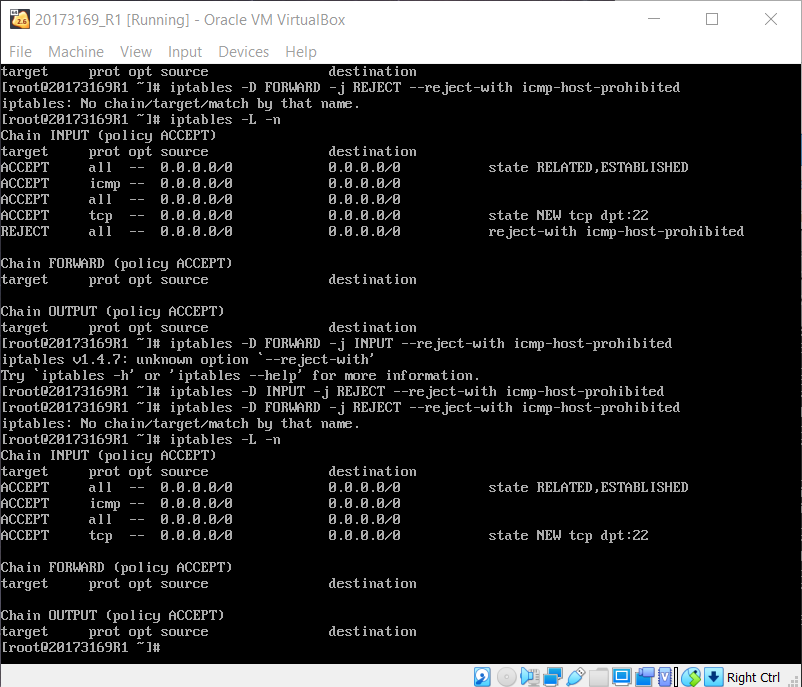 20173169_R1 [Running] - Oracle VM VirtualBox
File Machine View Input Devices Help
target prot opt source destination
[root@20173169R1 ~]# iptables -D FORWARD -j REJECT --reject-with icmp-host-prohibited
iptables: No chain/target/match by that name.
[root@20173169R1 ~]# iptables -L -n
Chain INPUT (policy ACCEPT)
target prot opt source destination
ACCEPT all -- 0.0.0.0/0 0.0.0.0/0 state RELATED,ESTABLISHED
ACCEPT icmp -- 0.0.0.0/0 0.0.0.0/0
ACCEPT all -- 0.0.0.0/0 0.0.0.0/0
ACCEPT tcp -- 0.0.0.0/0 0.0.0.0/0 state NEW tcp dpt:22
REJECT all -- 0.0.0.0/0 0.0.0.0/0 reject-with icmp-host-prohibited
Chain FORWARD (policy ACCEPT)
target prot opt source destination
Chain OUTPUT (policy ACCEPT)
target prot opt source destination
[root@20173169R1 ~]# iptables -D FORWARD -j INPUT --reject-with icmp-host-prohibited
iptables v1.4.7: unknown option `--reject-with'
Try `iptables -h' or 'iptables --help' for more information.
[root@20173169R1 ~]# iptables -D INPUT -j REJECT --reject-with icmp-host-prohibited
[root@20173169R1 ~]# iptables -D FORWARD -j REJECT --reject-with icmp-host-prohibited
iptables: No chain/target/match by that name.
[root@20173169R1 ~]# iptables -L -n
Chain INPUT (policy ACCEPT)
target prot opt source destination
ACCEPT all -- 0.0.0.0/0 0.0.0.0/0 state RELATED,ESTABLISHED
ACCEPT icmp -- 0.0.0.0/0 0.0.0.0/0
ACCEPT all -- 0.0.0.0/0 0.0.0.0/0
ACCEPT tcp -- 0.0.0.0/0 0.0.0.0/0 state NEW tcp dpt:22
Chain FORWARD (policy ACCEPT)
target prot opt source destination
Chain OUTPUT (policy ACCEPT)
target prot opt source destination
[root@20173169R1 ~]#
Right Ctrl